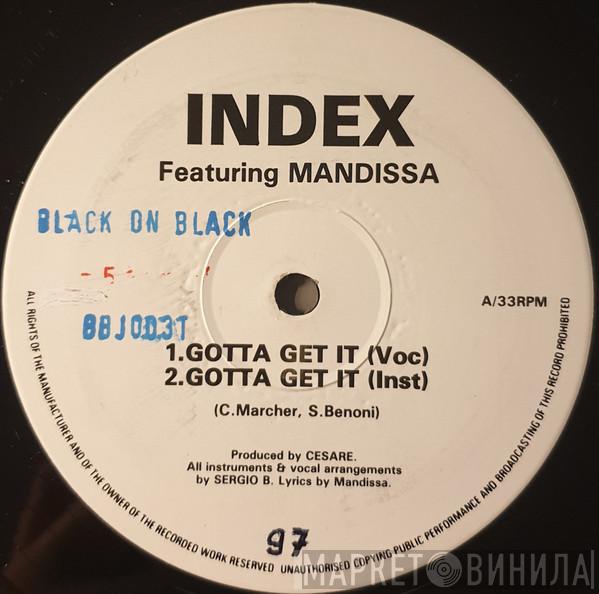 INDEX
Featuring MANDISSA
BLACK ON BLACK
- 5
A/33RPM
BBJ003T
1.GOTTA GET IT (Voc)
2.GOTTA GET IT (Inst)
(C.Marcher, S.Benoni)
Produced by CESARE.
All instruments & vocal arrangements
by SERGIO B. Lyrics by Mandissa.
97
ALL RIGHTS OF THE MANUFACTURER AND OF THE OWNER OF THE RECORDED WORK RESERVED UNAUTHORISED COPYING PUBLIC PERFORMANCE AND BROADCASTING OF THIS RECORD PROHIBITED
МАРКЕТ ВИНИЛА